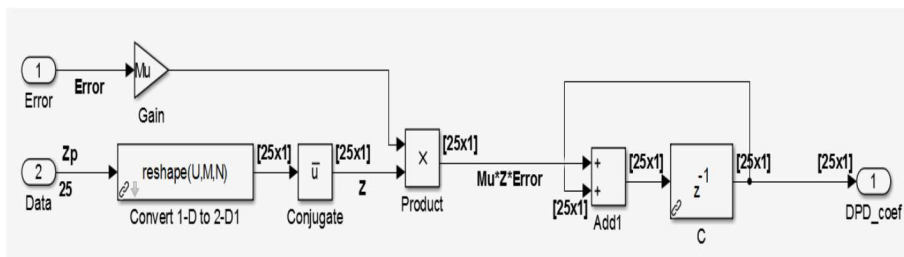 1
Error
Error
Mu
Gain
2
Data
Zp
25
reshape(U,M,N)
Convert 1-D to 2-D1
[25x1]
u̅
Conjugate
[25x1]
Z
X
Product
[25x1]
Mu*Z*Error
+
+
[25x1]
Add1
[25x1]
z-1
C
[25x1]
[25x1]
1
DPD_coef